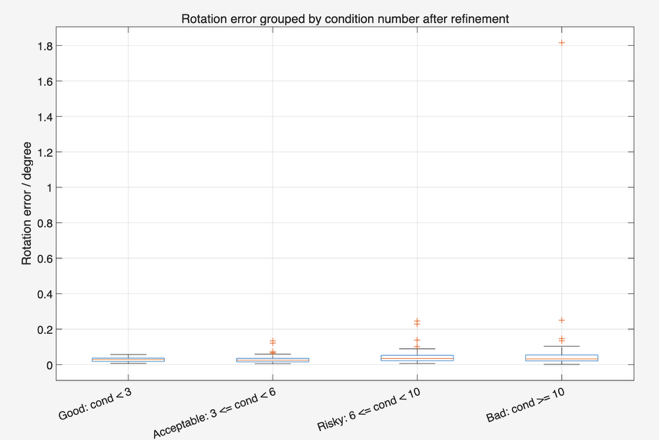 Rotation error grouped by condition number after refinement
Rotation error / degree
1.8
1.6
1.4
1.2
1
0.8
0.6
0.4
0.2
0
Good: cond < 3
Acceptable: 3 <= cond < 6
Risky: 6 <= cond < 10
Bad: cond >= 10